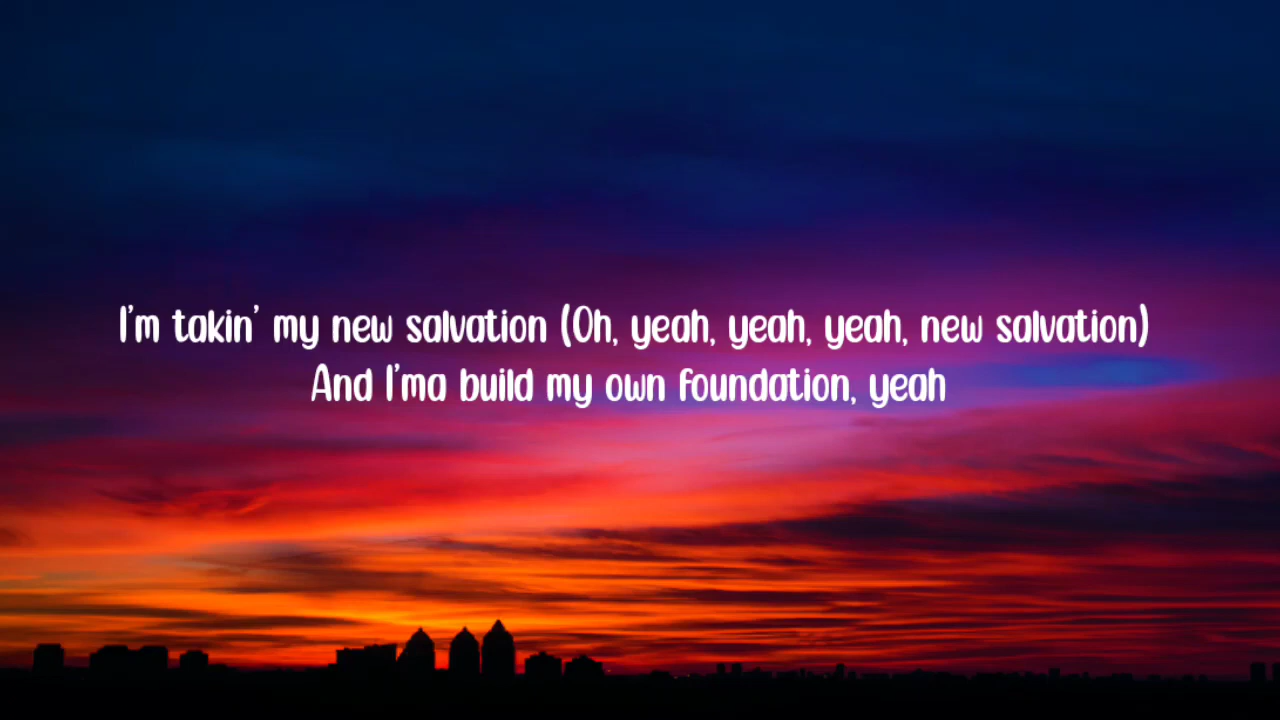 I'm takin' my new salvation (Oh, yeah, yeah, yeah, new salvation)
And I'ma build my own foundation, yeah